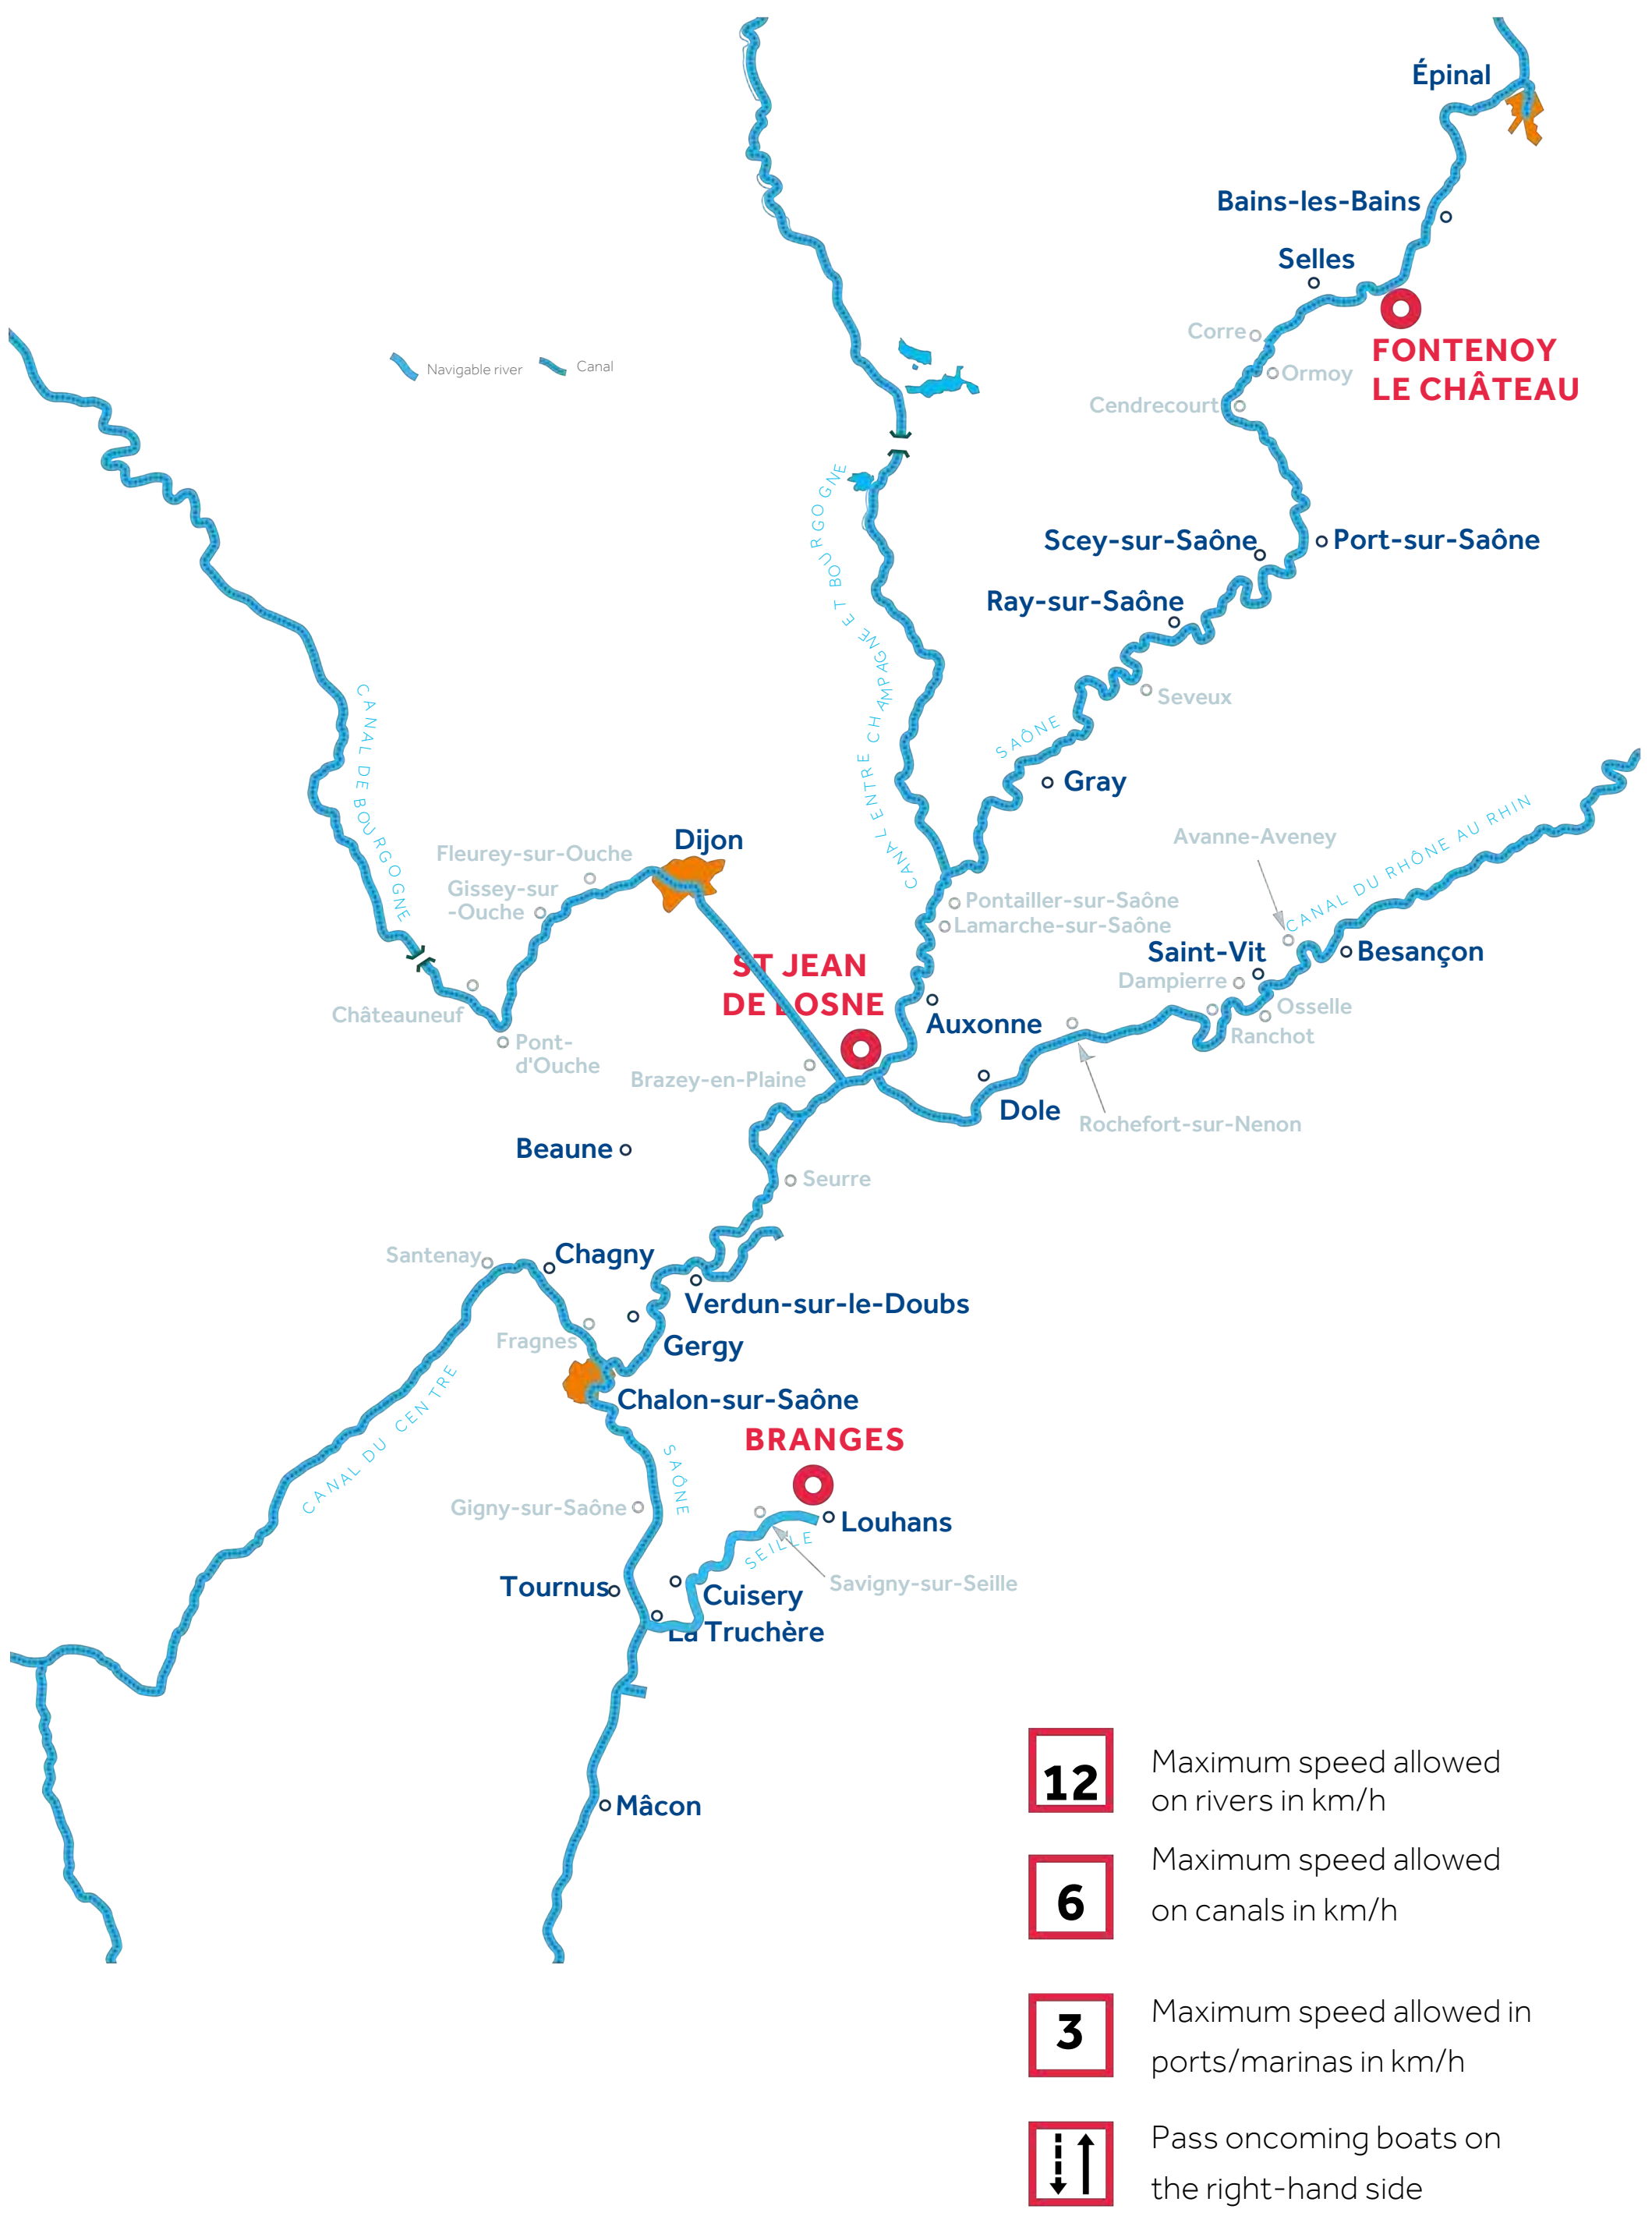 Épinal
Bains-les-Bains
Selles
Corre
FONTENOY
LE CHÂTEAU
Ormoy
Navigable river
Canal
Cendrecourt
CANAL ENTRE CHAMPAGNE ET BOURGOGNE
Scey-sur-Saône
Port-sur-Saône
Ray-sur-Saône
Seveux
SAÔNE
CANAL DE BOURGOGNE
Gray
Avanne-Aveney
CANAL DU RHÔNE AU RHIN
Dijon
Fleurey-sur-Ouche
Gissey-sur
-Ouche
Pontailler-sur-Saône
Lamarche-sur-Saône
Saint-Vit
Besançon
ST JEAN
DE LOSNE
Dampierre
Osselle
Châteauneuf
Auxonne
Ranchot
Pont-
d'Ouche
Brazey-en-Plaine
Dole
Rochefort-sur-Nenon
Beaune
Seurre
Santenay
Chagny
Verdun-sur-le-Doubs
Fragnes
Gergy
CANAL DU CENTRE
Chalon-sur-Saône
BRANGES
SAÔNE
Gigny-sur-Saône
Louhans
SEILLE
Savigny-sur-Seille
Tournus
Cuisery
La Truchère
Mâcon
12
Maximum speed allowed
on rivers in km/h
6
Maximum speed allowed
on canals in km/h
3
Maximum speed allowed in
ports/marinas in km/h
Pass oncoming boats on
the right-hand side